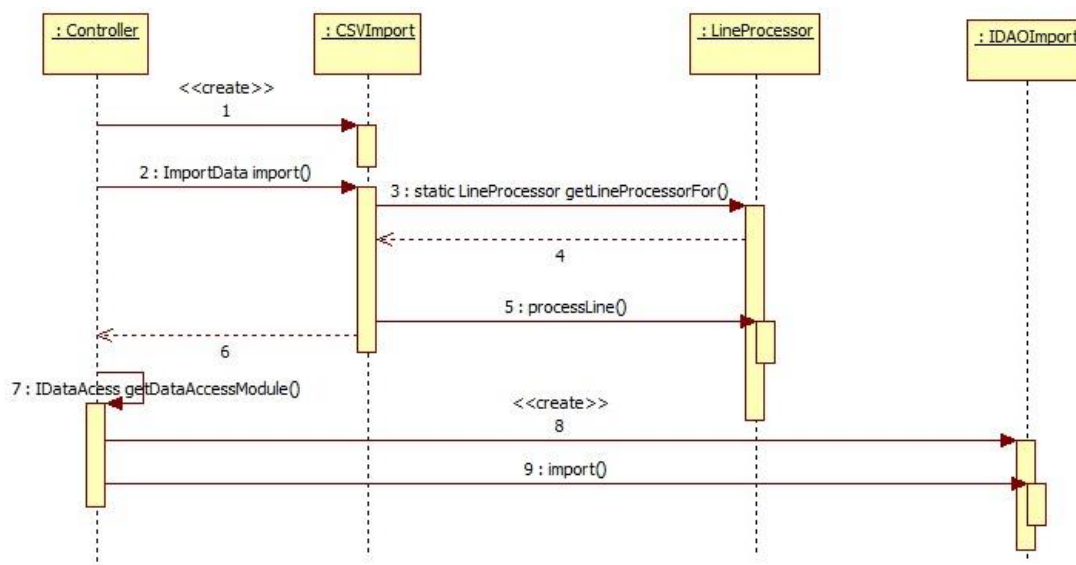 : Controller
: CSVImport
: LineProcessor
: IDAOImport
<<create>>
1
2 : ImportData import()
3 : static LineProcessor getLineProcessorFor()
4
5 : processLine()
6
7 : IDataAcess getDataAccessModule()
<<create>>
8
9 : import()